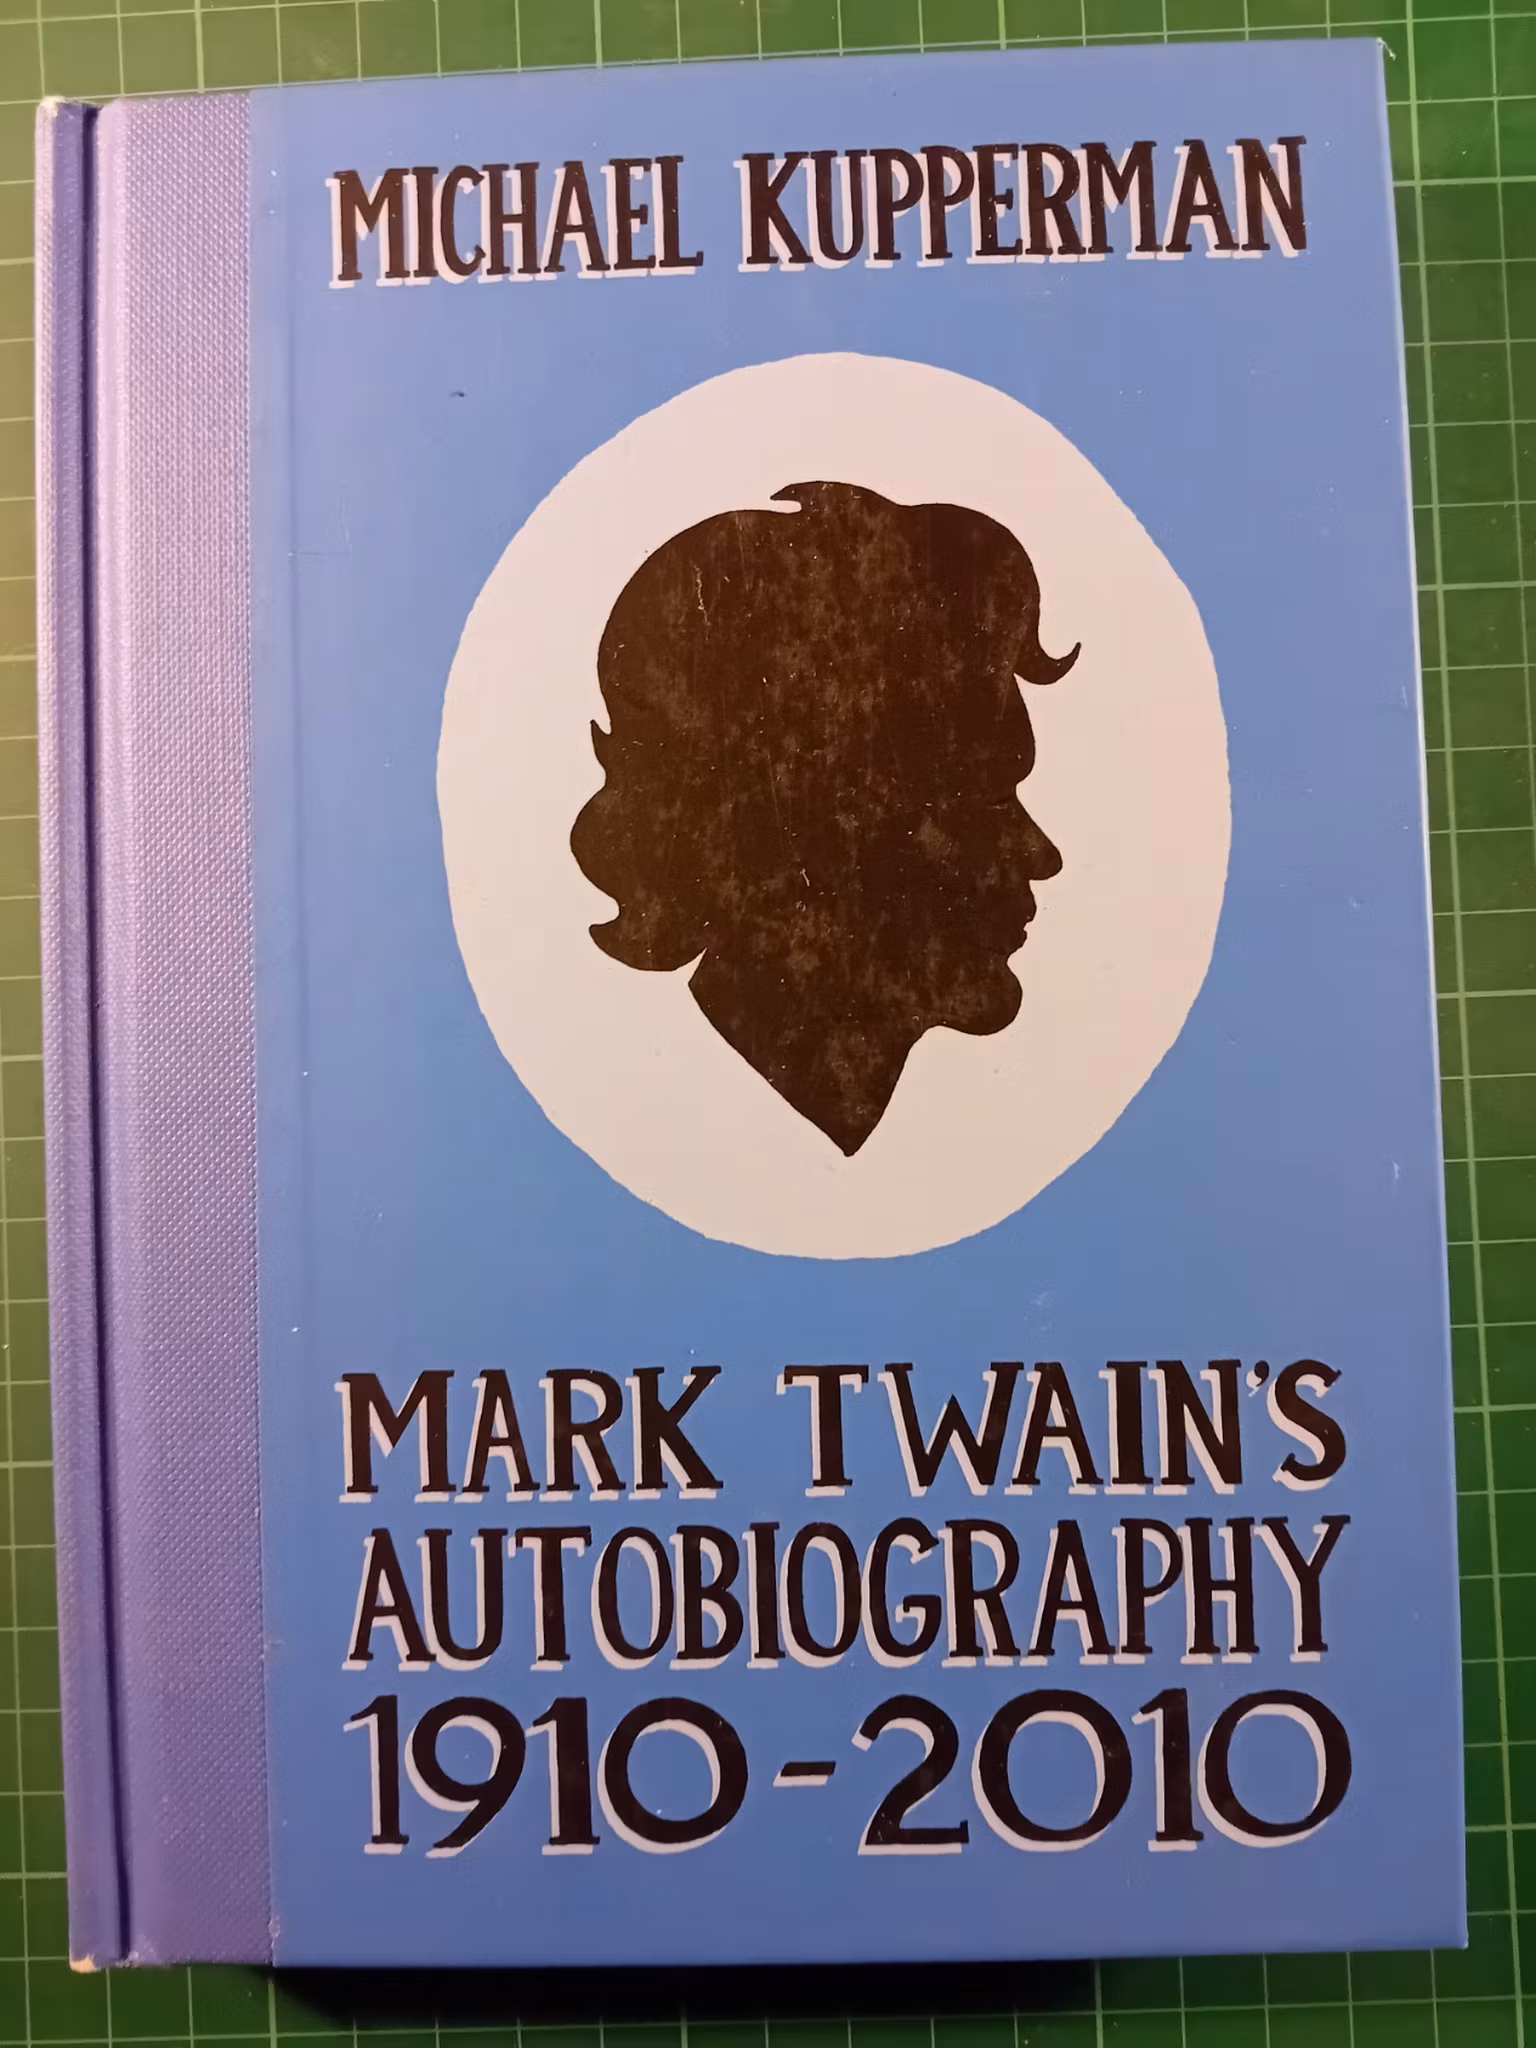 MICHAEL KUPPERMAN
MARK TWAIN'S
AUTOBIOGRAPHY
1910-2010